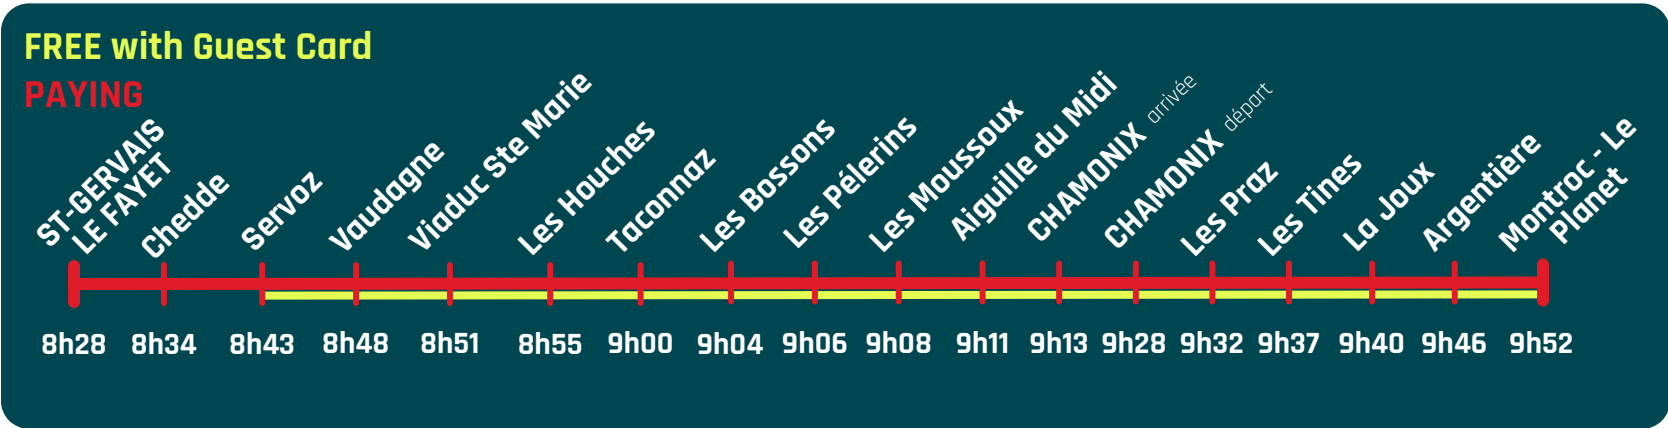 FREE with Guest Card
PAYING
ST-GERVAIS
LE FAYET
Chedde
Servoz
Vaudagne
Viaduc Ste Marie
Les Houches
Taconnaz
Les Bossons
Les Pélerins
Les Moussoux
Aiguille du Midi
CHAMONIX arrivée
CHAMONIX départ
Les Praz
Les Tines
La Joux
Argentière
Montroc - Le
Planet
8h28 8h34 8h43 8h48 8h51 8h55 9h00 9h04 9h06 9h08 9h11 9h13 9h28 9h32 9h37 9h40 9h46 9h52